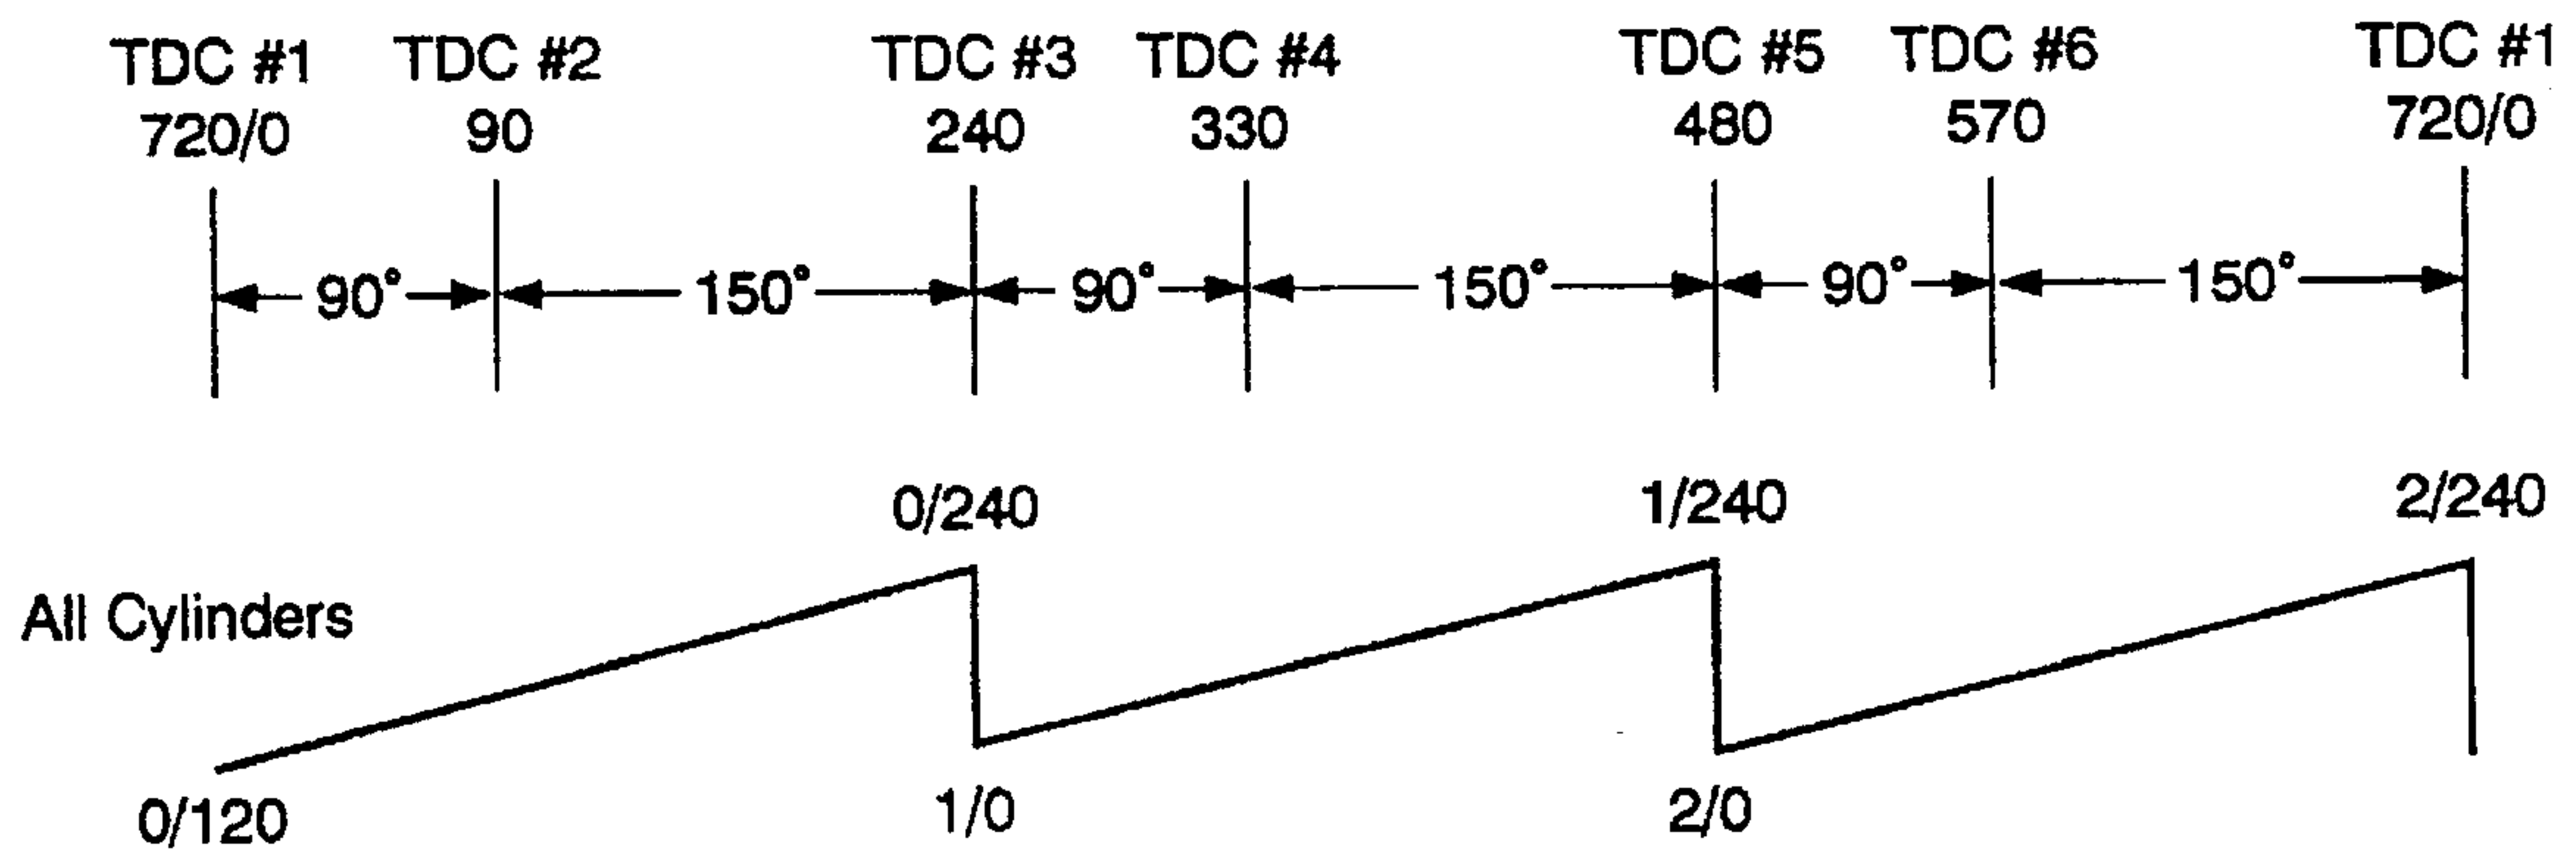 TDC #1 TDC #2 TDC #3 TDC #4 TDC #5 TDC #6 TDC #1
720/0 90 240 330 480 570 720/0
90° 150° 90° 150° 90° 150°
0/240 1/240 2/240
All Cylinders
0/120 1/0 2/0